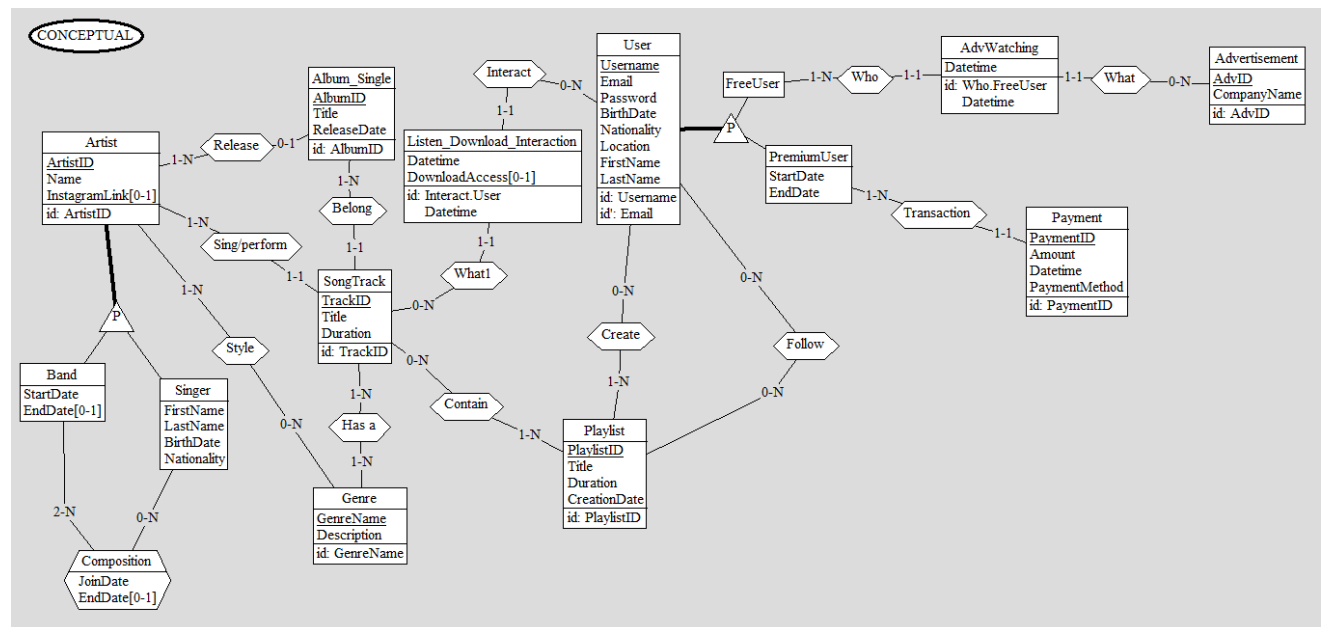 CONCEPTUAL
Artist
ArtistID
Name
InstagramLink[0-1]
id: ArtistID
1-N
Release
0-1
Album_Single
AlbumID
Title
ReleaseDate
id: AlbumID
1-N
Belong
1-1
1-N
Sing/perform
1-1
SongTrack
TrackID
Title
Duration
id: TrackID
1-N
Style
0-N
P
Band
StartDate
EndDate[0-1]
Singer
FirstName
LastName
BirthDate
Nationality
2-N
0-N
Composition
JoinDate
EndDate[0-1]
1-N
Has a
1-N
Genre
GenreName
Description
id: GenreName
0-N
What1
1-1
Listen_Download_Interaction
Datetime
DownloadAccess[0-1]
id: Interact.User
Datetime
1-1
Interact
0-N
User
Username
Email
Password
BirthDate
Nationality
Location
FirstName
LastName
id: Username
id': Email
0-N
Contain
1-N
0-N
Create
1-N
Playlist
PlaylistID
Title
Duration
CreationDate
id: PlaylistID
0-N
Follow
0-N
P
FreeUser
1-N
Who
1-1
AdvWatching
Datetime
id: Who.FreeUser
Datetime
1-1
What
0-N
Advertisement
AdvID
CompanyName
id: AdvID
PremiumUser
StartDate
EndDate
1-N
Transaction
1-1
Payment
PaymentID
Amount
Datetime
PaymentMethod
id: PaymentID